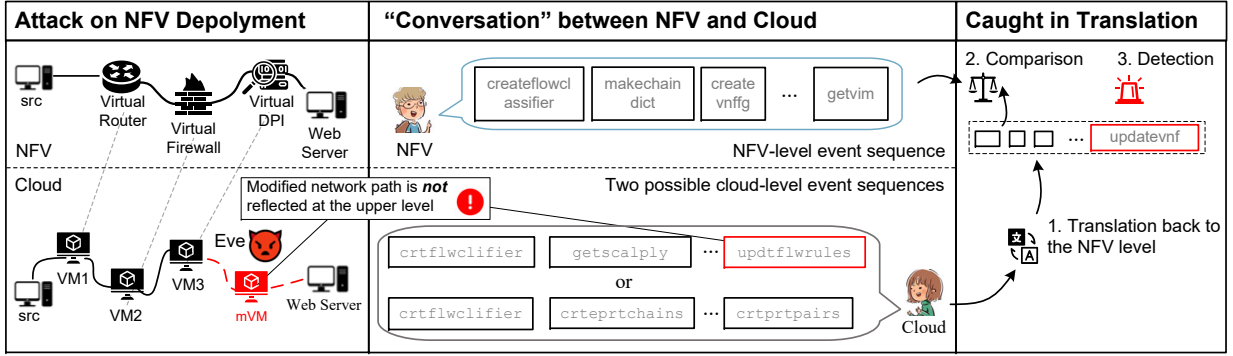 Attack on NFV Depolyment
src
Virtual
Router
Virtual
Firewall
Virtual
DPI
Web
Server
NFV
Cloud
Modified network path is not
reflected at the upper level
Eve
VM1
VM2
VM3
mVM
src
Web Server
“Conversation” between NFV and Cloud
createflowcl
assifier
makechain
dict
create
vnffg
...
getvim
NFV
NFV-level event sequence
Two possible cloud-level event sequences
crtflwclifier
getscalply
...
updtflwrules
or
crtflwclifier
crteprtchains
...
crtprtpairs
Cloud
Caught in Translation
2. Comparison
3. Detection
...
updatevnf
1. Translation back to
the NFV level
文
A